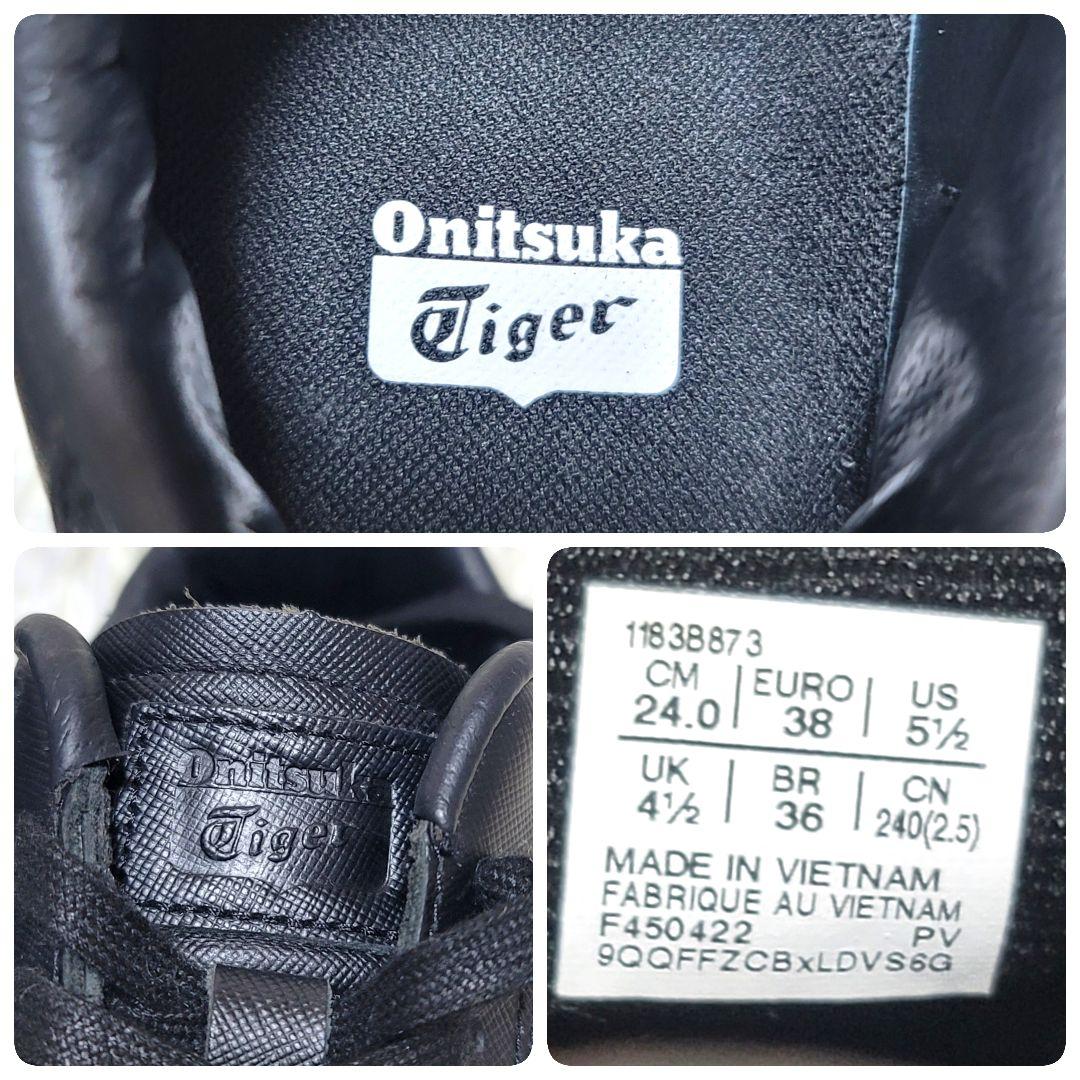 Onitsuka
Tiger
Onitsuka
Tiger
1183B873
CM | EURO | US
24.0 | 38 | 5½
UK | BR | CN
4½ | 36 | 240(2.5)
MADE IN VIETNAM
FABRIQUE AU VIETNAM
F450422 PV
9QQFFZCBxLDVS6G